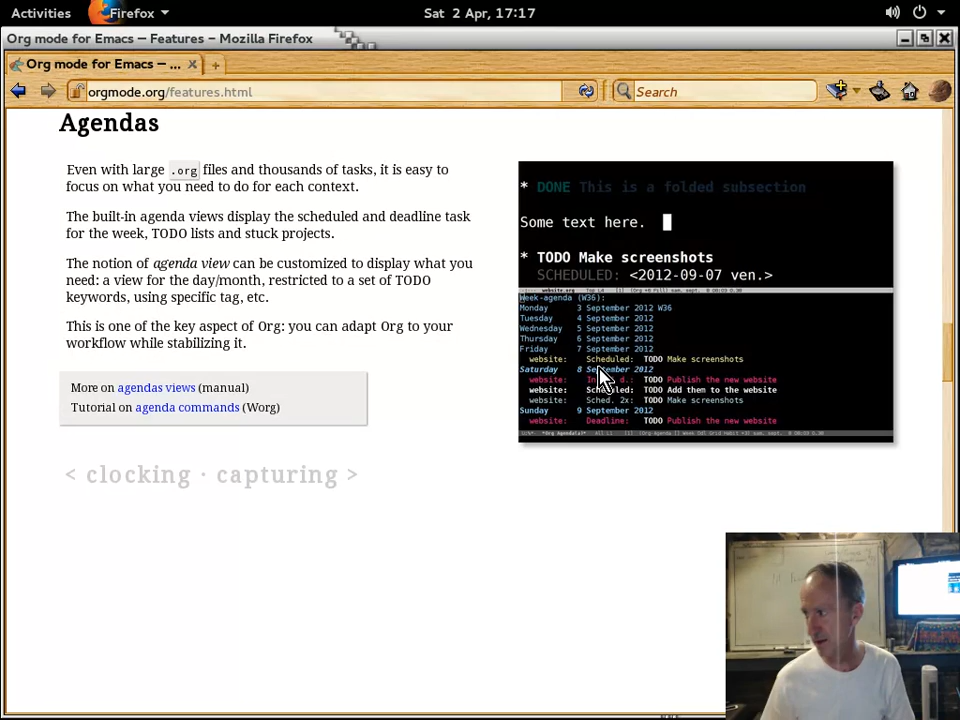 Activities Firefox Sat 2 Apr, 17:17
Org mode for Emacs — Features - Mozilla Firefox
Org mode for Emacs — ...
orgmode.org/features.html Search
Agendas
Even with large .org files and thousands of tasks, it is easy to
focus on what you need to do for each context.
The built-in agenda views display the scheduled and deadline task
for the week, TODO lists and stuck projects.
The notion of agenda view can be customized to display what you
need: a view for the day/month, restricted to a set of TODO
keywords, using specific tag, etc.
This is one of the key aspect of Org: you can adapt Org to your
workflow while stabilizing it.
More on agendas views (manual)
Tutorial on agenda commands (Worg)
< clocking · capturing >
* DONE This is a folded subsection
Some text here.
* TODO Make screenshots
SCHEDULED: <2012-09-07 ven.>
Week-agenda (W36):
Monday 3 September 2012 W36
Tuesday 4 September 2012
Wednesday 5 September 2012
Thursday 6 September 2012
Friday 7 September 2012
website: Scheduled: TODO Make screenshots
Saturday 8 September 2012
website: d.: TODO Publish the new website
website: TODO Add them to the website
website: Sched. 2x: TODO Make screenshots
Sunday 9 September 2012
website: Deadline: TODO Publish the new website